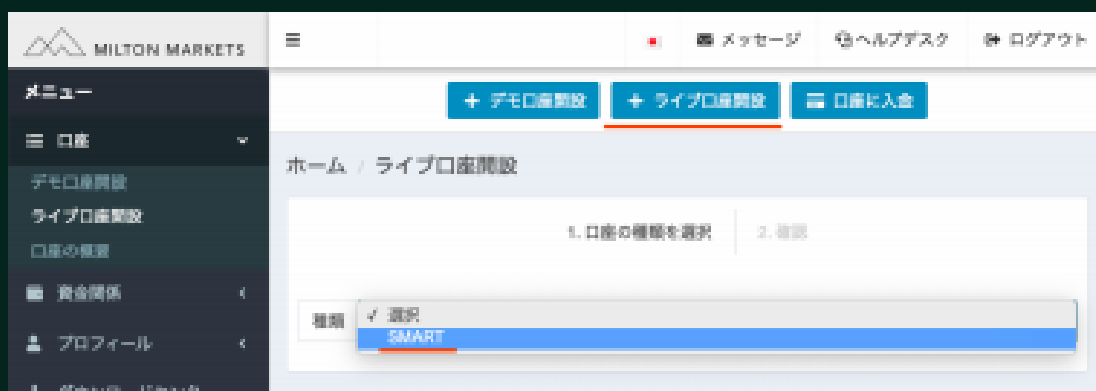 MILTON MARKETS
メッセージ ヘルプデスク ログアウト
メニュー
+ デモ口座開設 + ライブ口座開設 口座に入金
口座
ホーム / ライブ口座開設
デモ口座開設
ライブ口座開設
1. 口座の種類を選択 2. 確認
口座の概要
資金関係
種類 ✓ 選択
SMART
プロフィール